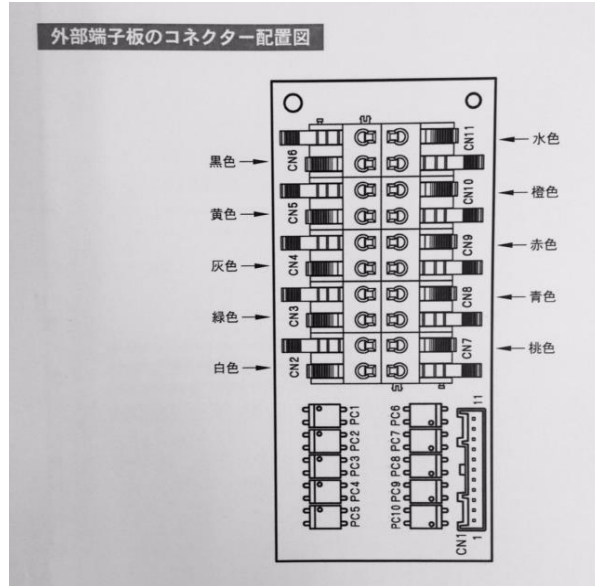 外部端子板のコネクター配置図
CN11
水色
黒色
CN6
CN10
橙色
黄色
CN5
CN9
赤色
灰色
CN4
CN8
青色
緑色
CN3
CN7
桃色
白色
CN2
PC1
PC6
11
PC2
PC7
PC3
PC8
PC4
PC9
PC5
PC10
CN1
1